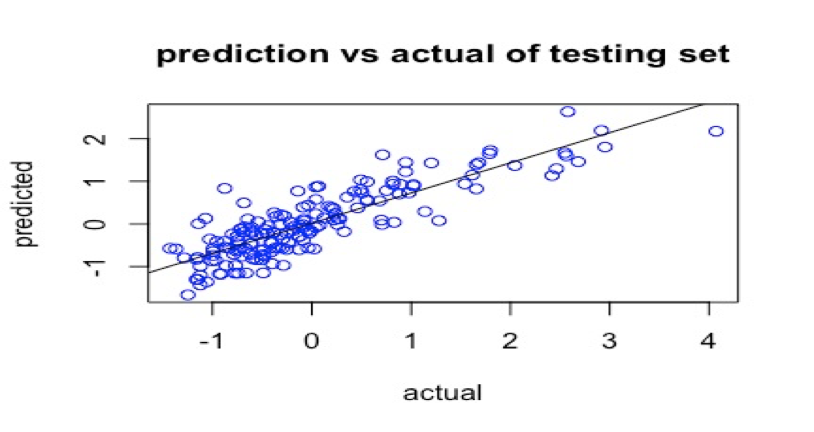 prediction vs actual of testing set
predicted
2
1
0
-1
-1 0 1 2 3 4
actual